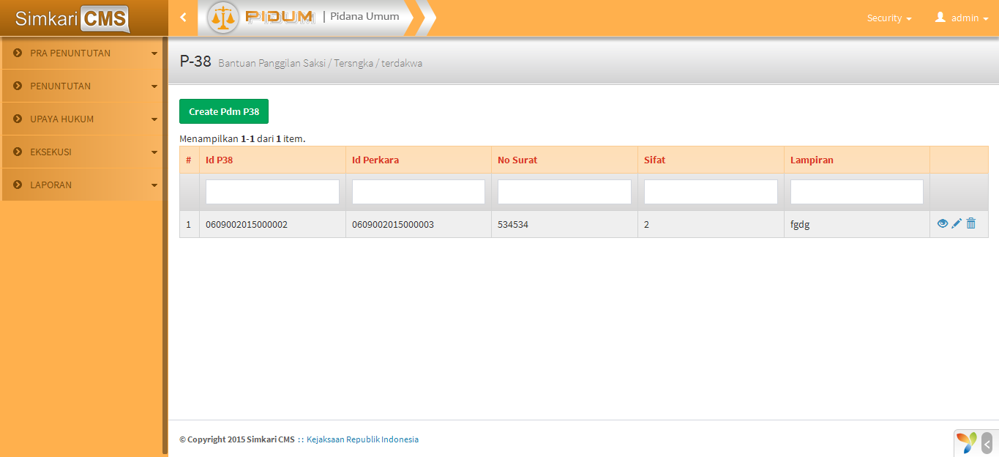 Simkari CMS
PIDUM | Pidana Umum
Security
admin
PRA PENUNTUTAN
PENUNTUTAN
UPAYA HUKUM
EKSEKUSI
LAPORAN
P-38 Bantuan Panggilan Saksi / Tersngka / terdakwa
Create Pdm P38
Menampilkan 1-1 dari 1 item.
# Id P38 Id Perkara No Surat Sifat Lampiran
1 0609002015000002 0609002015000003 534534 2 fgdg
© Copyright 2015 Simkari CMS :: Kejaksaan Republik Indonesia